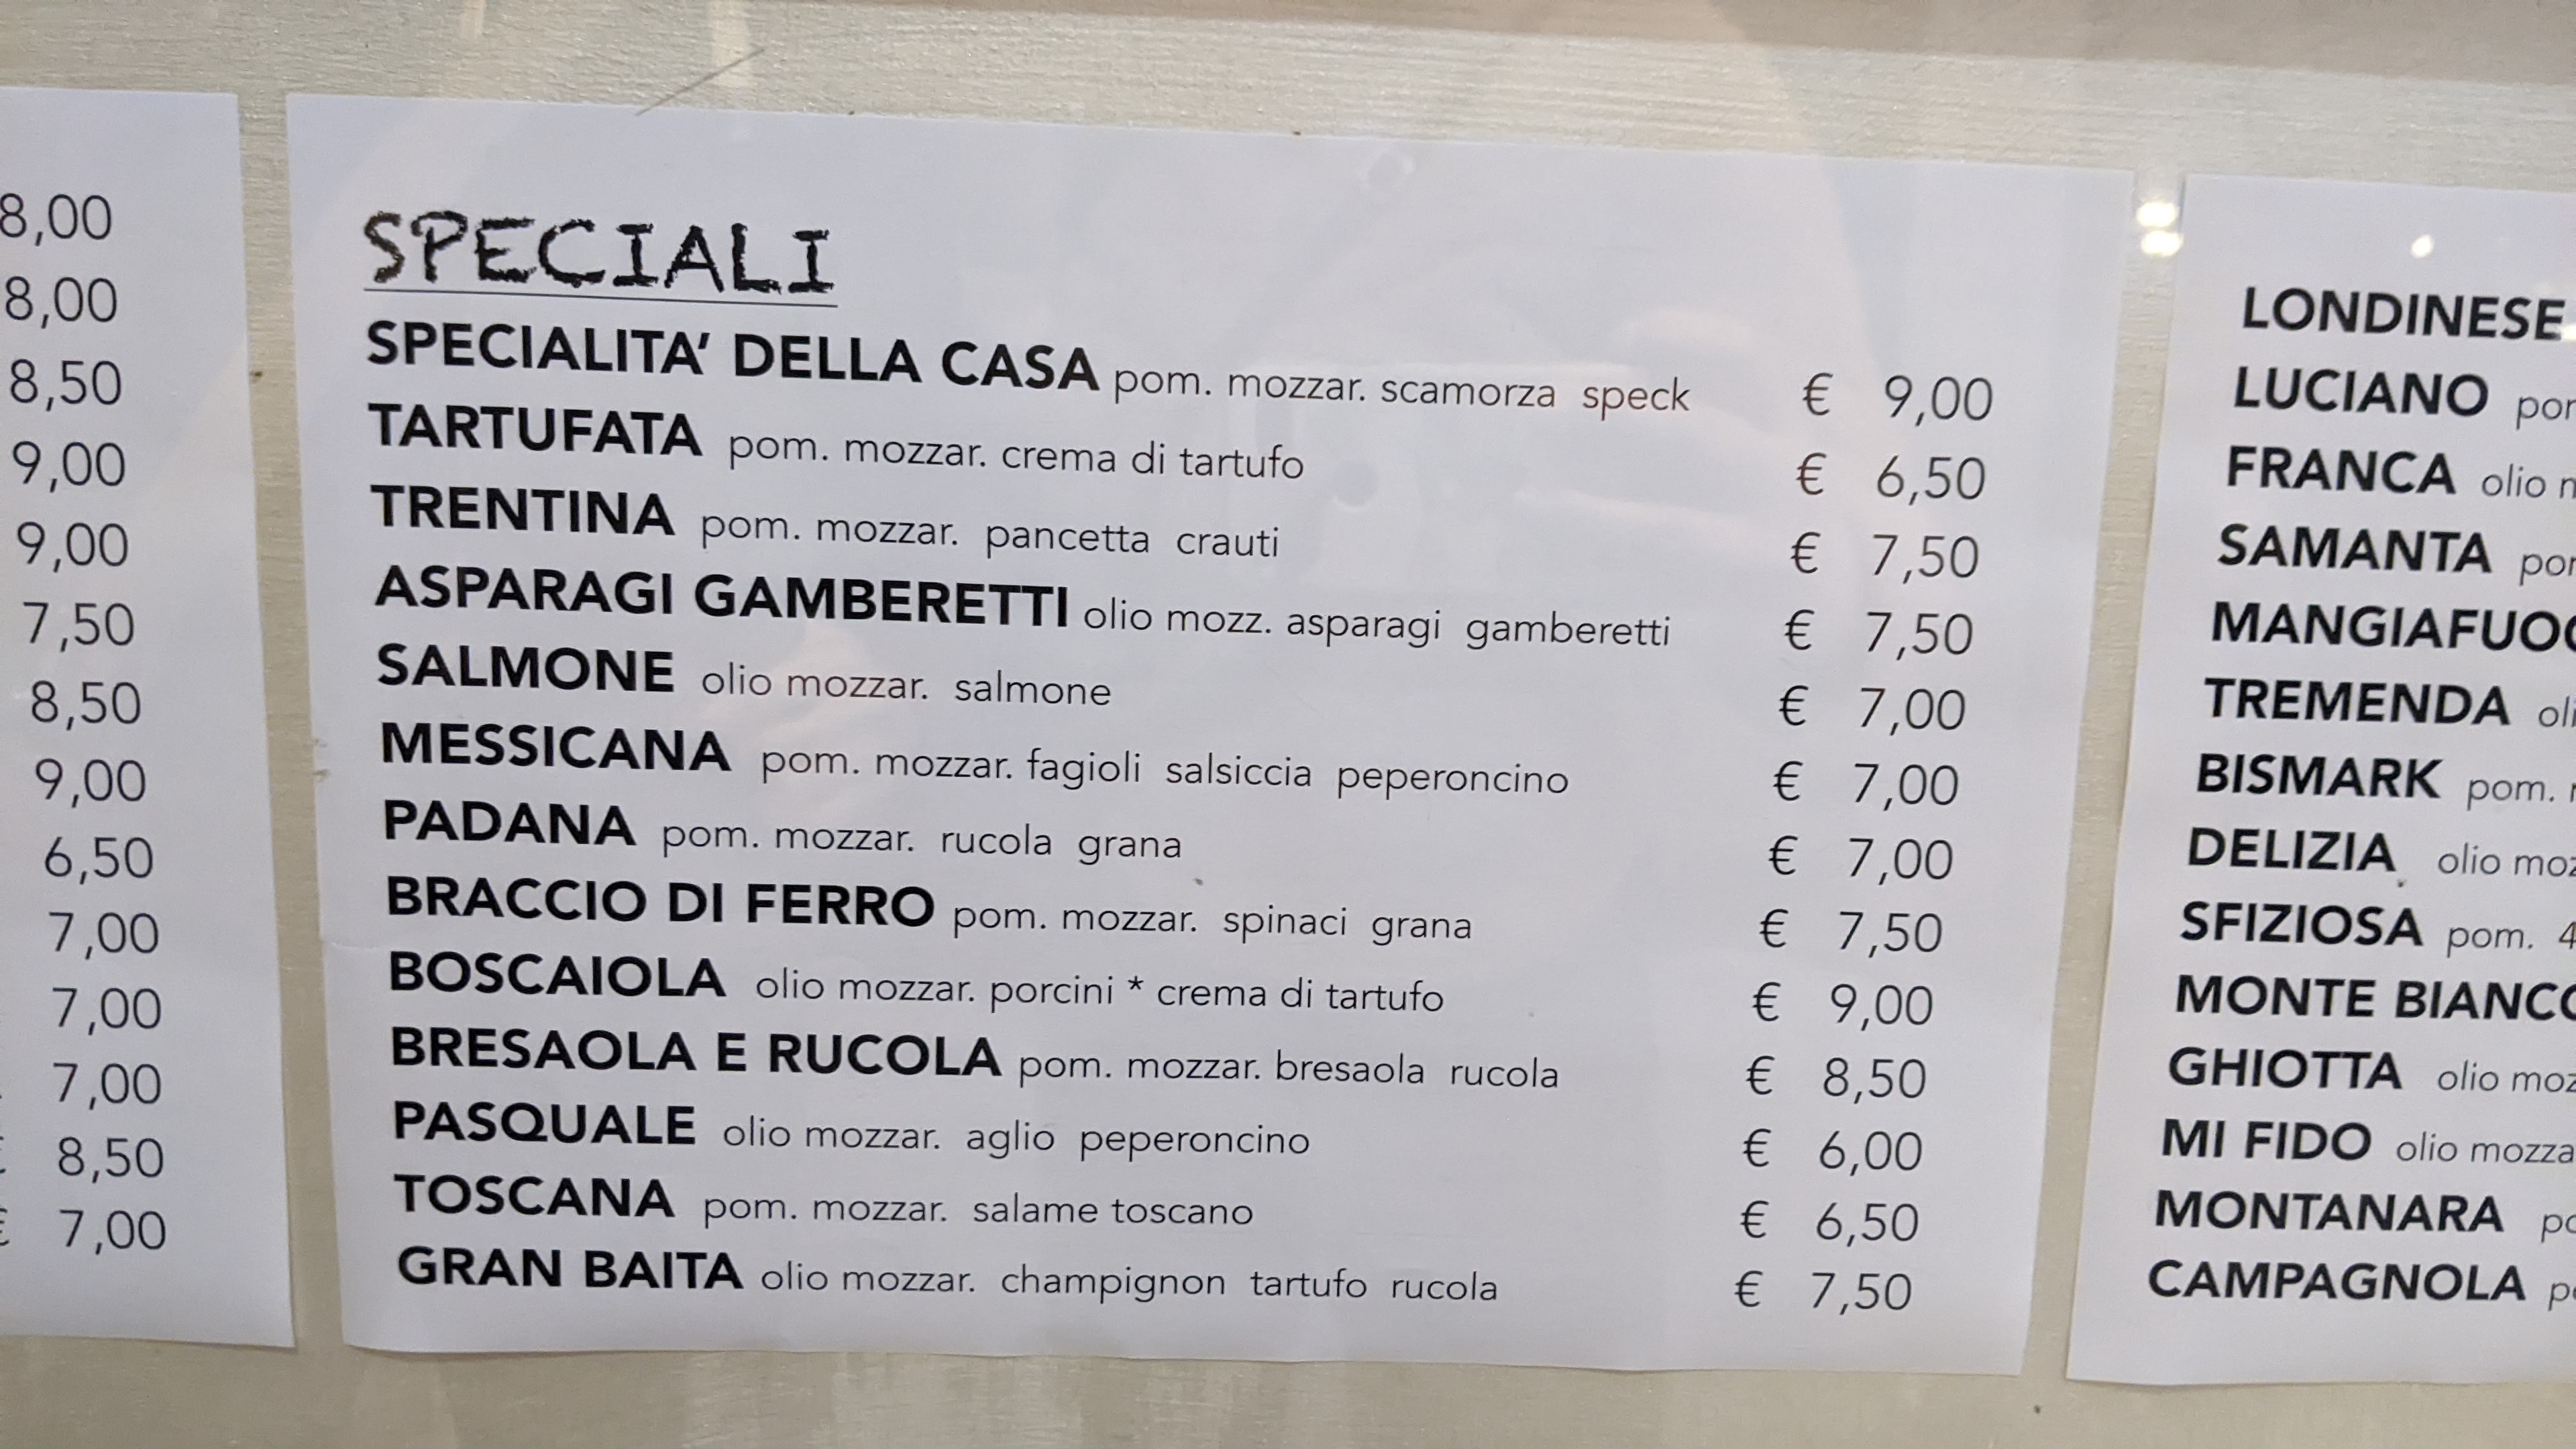 8,00
8,00
8,50
9,00
9,00
7,50
8,50
9,00
6,50
7,00
7,00
7,00
8,50
€ 7,00
SPECIALI
SPECIALITA’ DELLA CASA pom. mozzar. scamorza speck € 9,00
TARTUFATA pom. mozzar. crema di tartufo € 6,50
TRENTINA pom. mozzar. pancetta crauti € 7,50
ASPARAGI GAMBERETTI olio mozz. asparagi gamberetti € 7,50
SALMONE olio mozzar. salmone € 7,00
MESSICANA pom. mozzar. fagioli salsiccia peperoncino € 7,00
PADANA pom. mozzar. rucola grana € 7,00
BRACCIO DI FERRO pom. mozzar. spinaci grana € 7,50
BOSCAIOLA olio mozzar. porcini * crema di tartufo € 9,00
BRESAOLA E RUCOLA pom. mozzar. bresaola rucola € 8,50
PASQUALE olio mozzar. aglio peperoncino € 6,00
TOSCANA pom. mozzar. salame toscano € 6,50
GRAN BAITA olio mozzar. champignon tartufo rucola € 7,50
LONDINESE
LUCIANO
FRANCA olio
SAMANTA
TREMENDA
BISMARK pom.
DELIZIA olio
SFIZIOSA pom. 4
MONTE BIANCO
GHIOTTA olio
MI FIDO olio
MONTANARA
CAMPAGNOLA